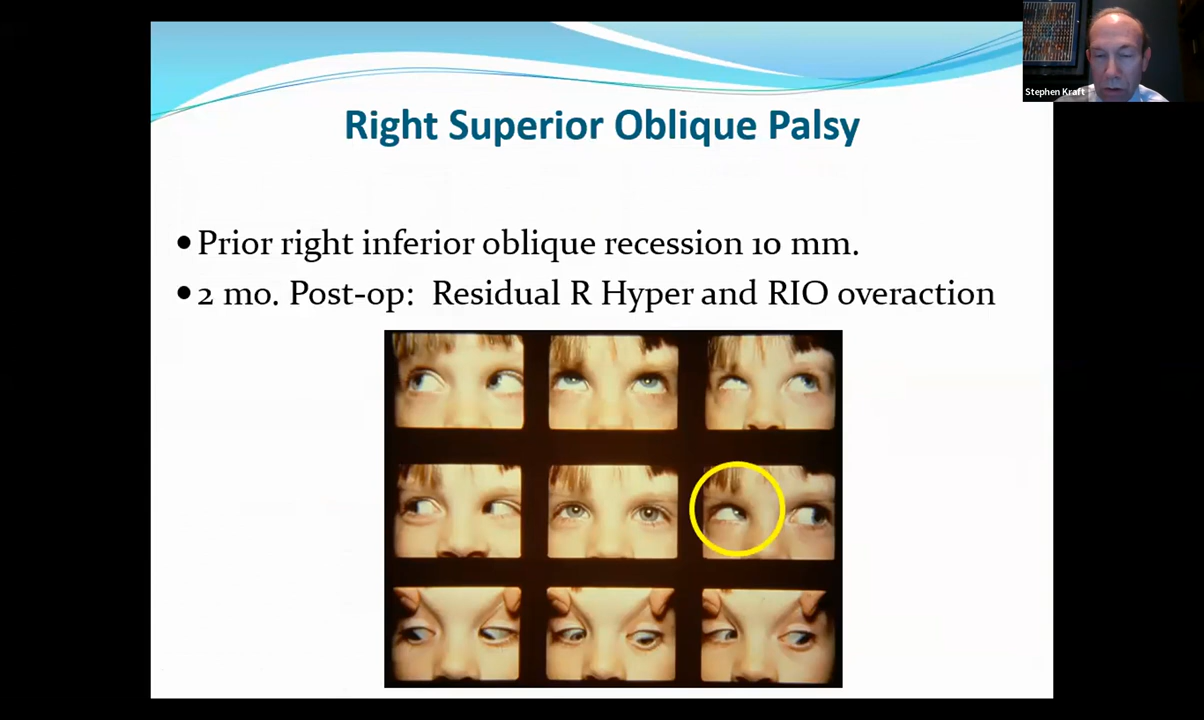 Stephen Kraft
Right Superior Oblique Palsy
• Prior right inferior oblique recession 10 mm.
• 2 mo. Post-op: Residual R Hyper and RIO overaction